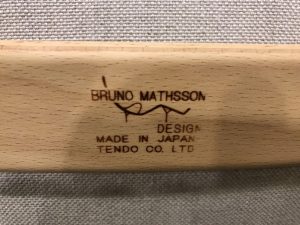 BRUNO MATHSSON
DESIGN
MADE IN JAPAN
TENDO CO. LTD